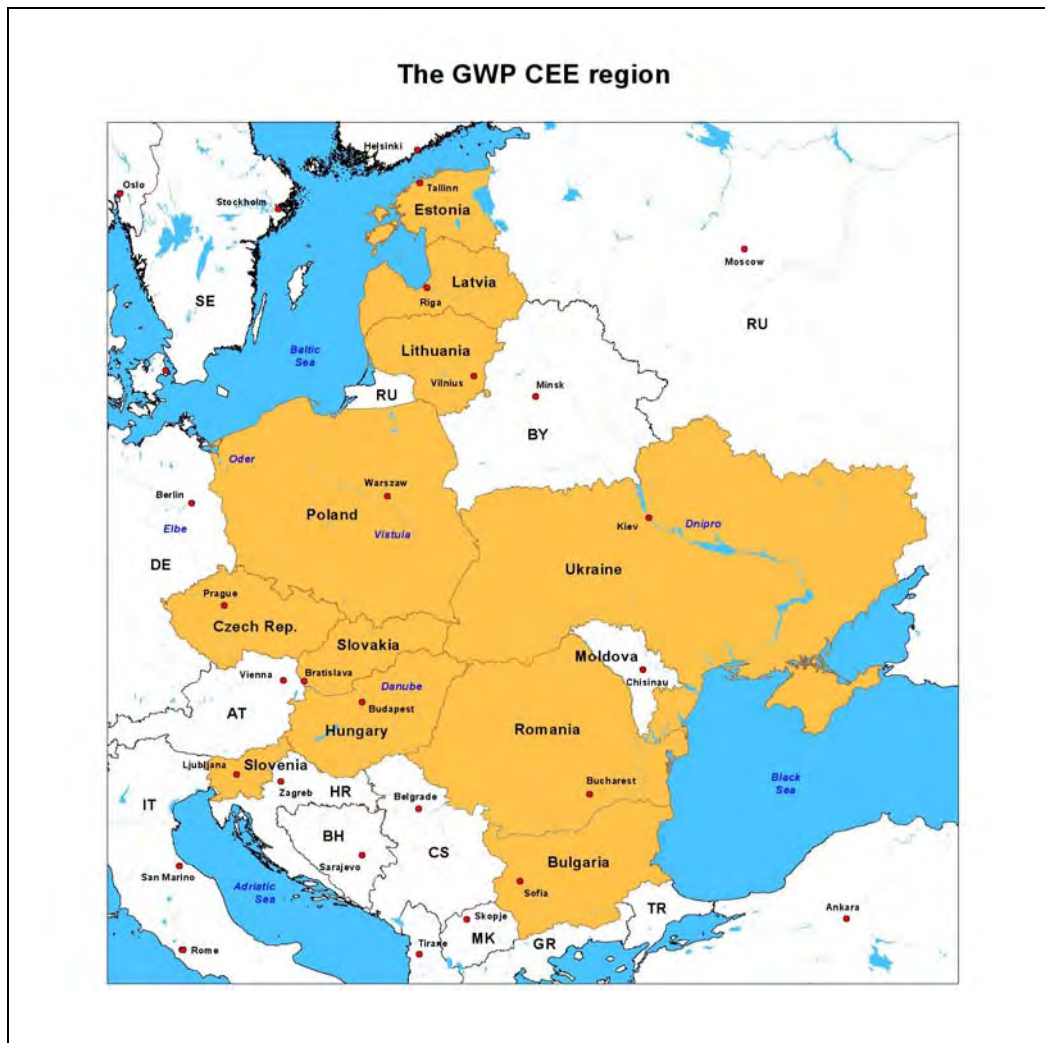 The GWP CEE region
Helsinki
Oslo
Tallinn
Stockholm
Estonia
Moscow
Latvia
Riga
SE
RU
Baltic
Sea
Lithuania
Vilnius
Minsk
RU
BY
Oder
Warszaw
Berlin
Poland
Elbe
Vistula
Kiev
Dnipro
DE
Ukraine
Prague
Czech Rep.
Slovakia
Moldova
Vienna
Bratislava
Chisinau
Danube
Budapest
AT
Hungary
Romania
Slovenia
Ljubljana
Zagreb
HR
Bucharest
Black
Sea
Belgrade
IT
BH
CS
Sarajevo
Bulgaria
San Marino
Adriatic
Sea
Sofia
TR
Ankara
Skopje
MK
GR
Tirane
Rome